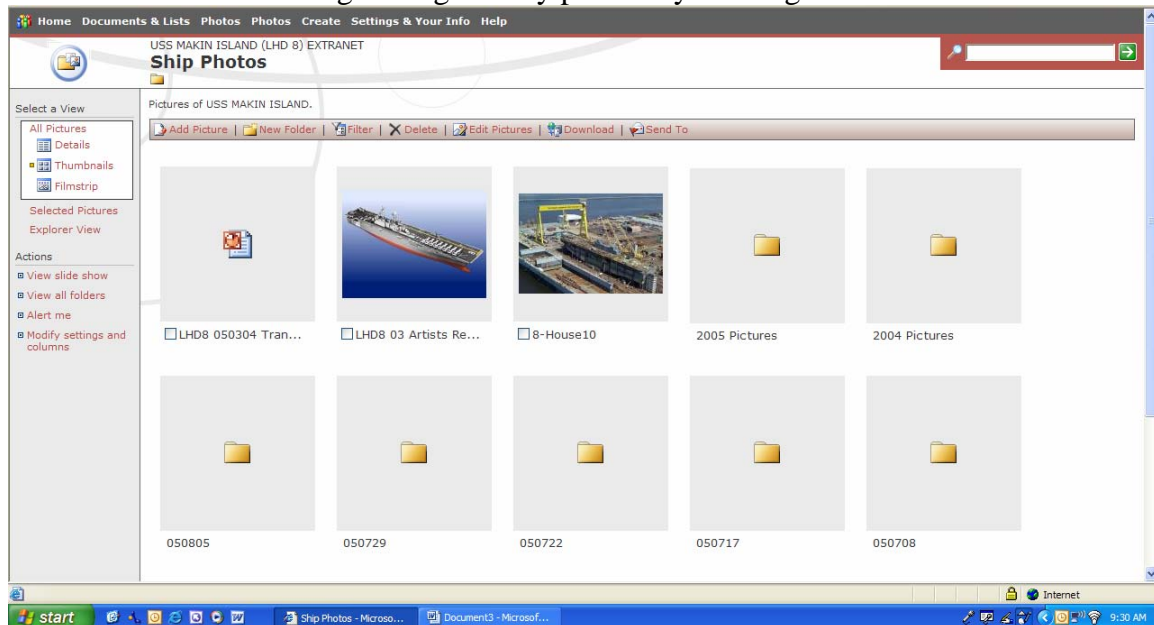 Home Documents & Lists Photos Photos Create Settings & Your Info Help
USS MAKIN ISLAND (LHD 8) EXTRANET
Ship Photos
Select a View
All Pictures
Details
Thumbnails
Filmstrip
Selected Pictures
Explorer View
Actions
View slide show
View all folders
Alert me
Modify settings and
columns
Pictures of USS MAKIN ISLAND.
Add Picture | New Folder | Filter | Delete | Edit Pictures | Download | Send To
LHD8 050304 Tran... LHD8 03 Artists Re... 8-House10 2005 Pictures 2004 Pictures
050805 050729 050722 050717 050708
Internet
start Ship Photos - Microso... Document3 - Microsof... 9:30 AM